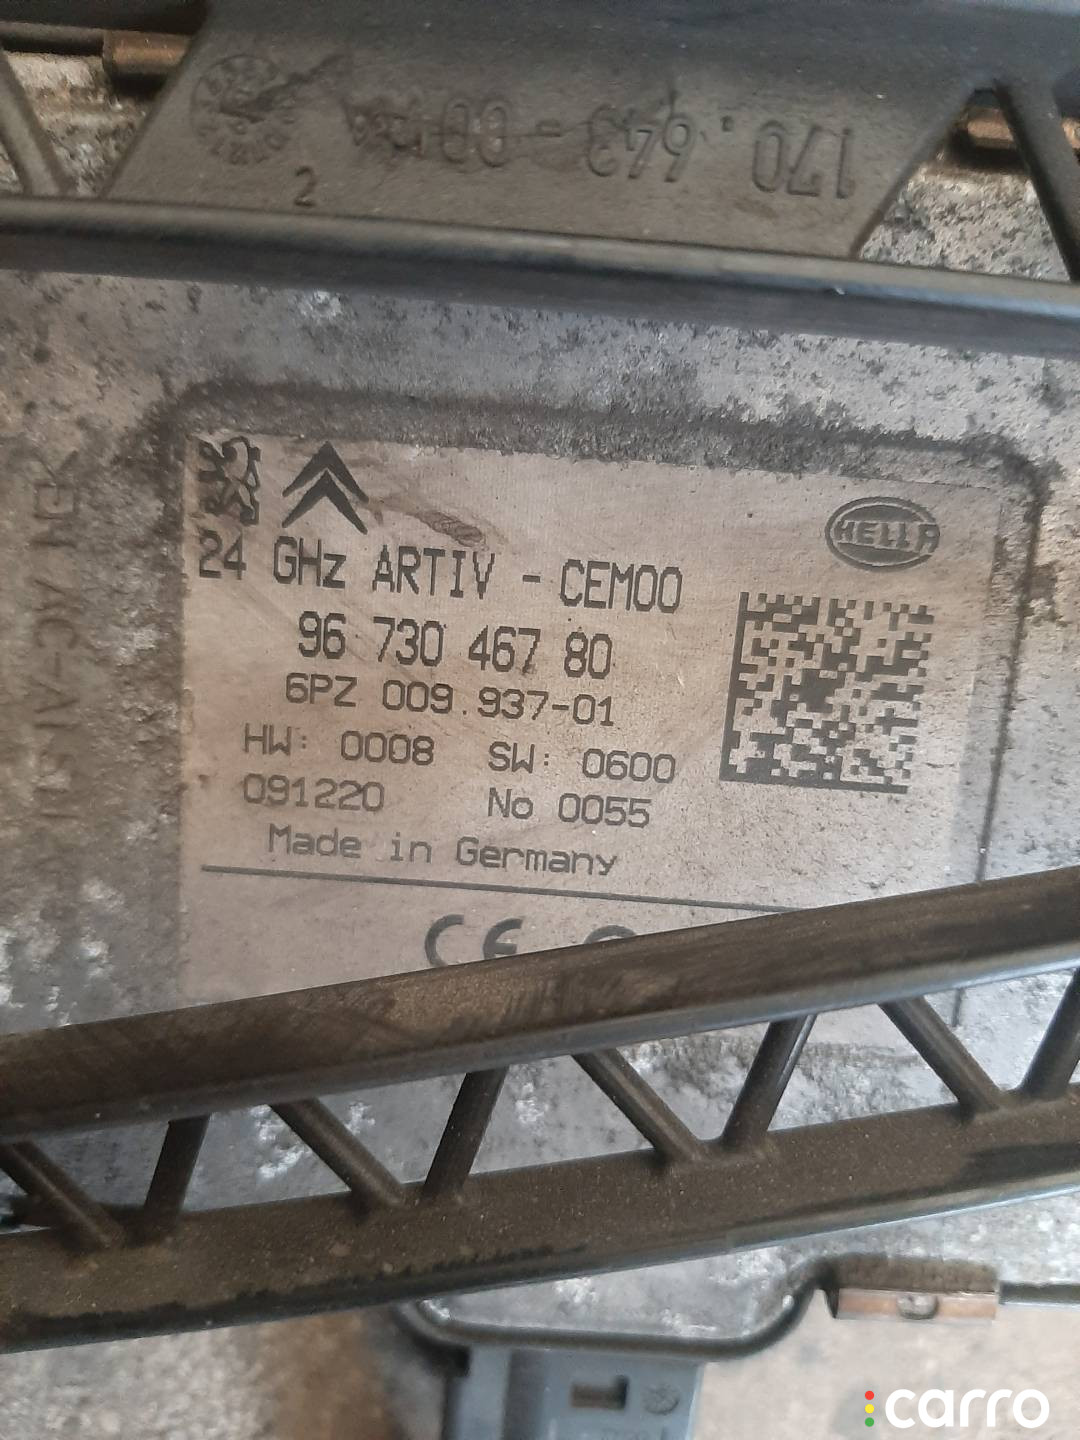 170.643-00
2
HELLA
24 GHz ARTIV - CEM00
96 730 467 80
6PZ 009.937-01
HW: 0008 SW: 0600
091220 No 0055
Made in Germany
CE
carro